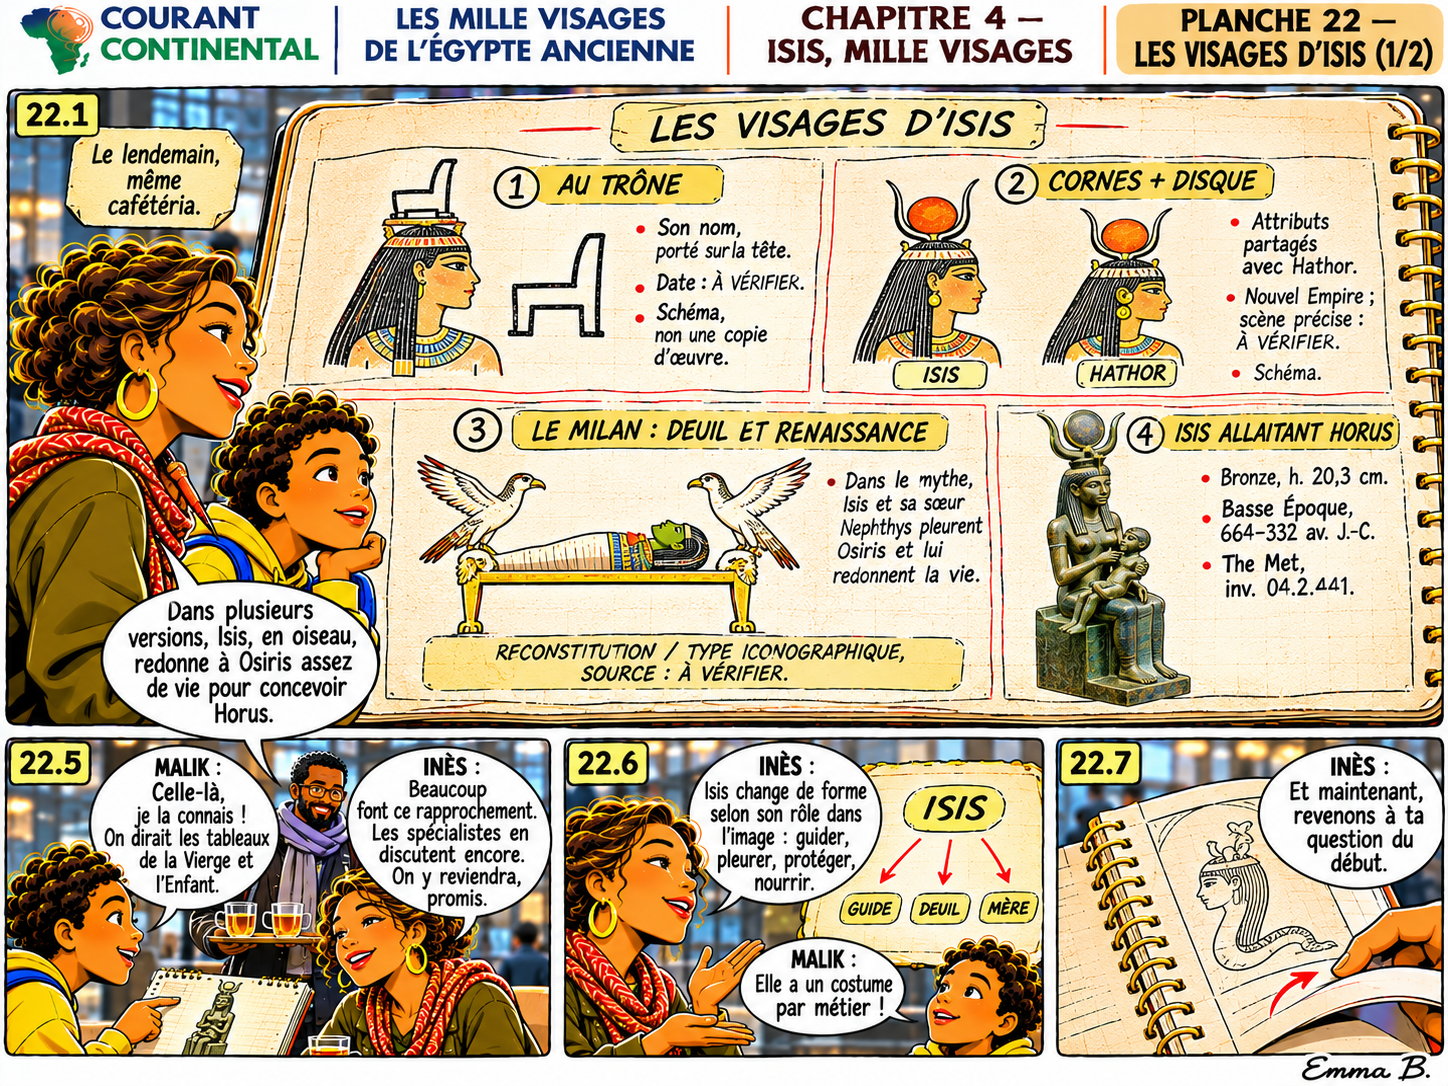 COURANT
CONTINENTAL
LES MILLE VISAGES
DE L'ÉGYPTE ANCIENNE
CHAPITRE 4 –
ISIS, MILLE VISAGES
PLANCHE 22 –
LES VISAGES D'ISIS (1/2)
22.1
Le lendemain,
même
cafétéria.
LES VISAGES D'ISIS
1 AU TRÔNE
• Son nom,
porté sur la tête.
• Date : À VÉRIFIER.
• Schéma,
non une copie
d'œuvre.
2 CORNES + DISQUE
• Attributs
partagés
avec Hathor.
• Nouvel Empire ;
scène précise :
À VÉRIFIER.
• Schéma.
ISIS
HATHOR
3 LE MILAN : DEUIL ET RENAISSANCE
• Dans le mythe,
Isis et sa sœur
Nephthys pleurent
Osiris et lui
redonnent la vie.
RECONSTITUTION / TYPE ICONOGRAPHIQUE,
SOURCE : À VÉRIFIER.
4 ISIS ALLAITANT HORUS
• Bronze, h. 20,3 cm.
• Basse Époque,
664–332 av. J.-C.
• The Met,
inv. 04.2.441.
Dans plusieurs
versions, Isis, en oiseau,
redonne à Osiris assez
de vie pour concevoir
Horus.
22.5
MALIK :
Celle-là,
je la connais !
On dirait les tableaux
de la Vierge et
l'Enfant.
INÈS :
Beaucoup
font ce rapprochement.
Les spécialistes en
discutent encore.
On y reviendra,
promis.
22.6
INÈS :
Isis change de forme
selon son rôle dans
l'image : guider,
pleurer, protéger,
nourrir.
ISIS
GUIDE
DEUIL
MÈRE
MALIK :
Elle a un costume
par métier !
22.7
INÈS :
Et maintenant,
revenons à ta
question du
début.
Emma B.